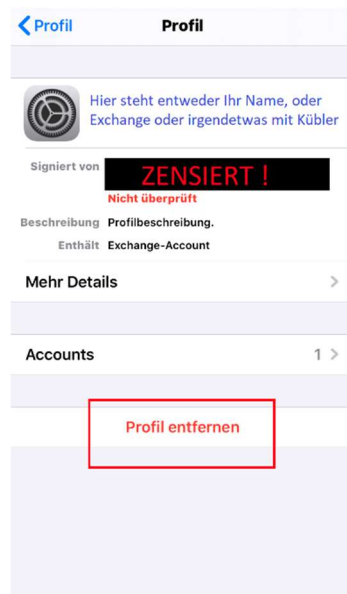 Profil
Profil
Hier steht entweder Ihr Name, oder
Exchange oder irgendetwas mit Kübler
Signiert von
ZENSIERT !
Nicht überprüft
Beschreibung Profilbeschreibung.
Enthält Exchange-Account
Mehr Details
Accounts 1
Profil entfernen